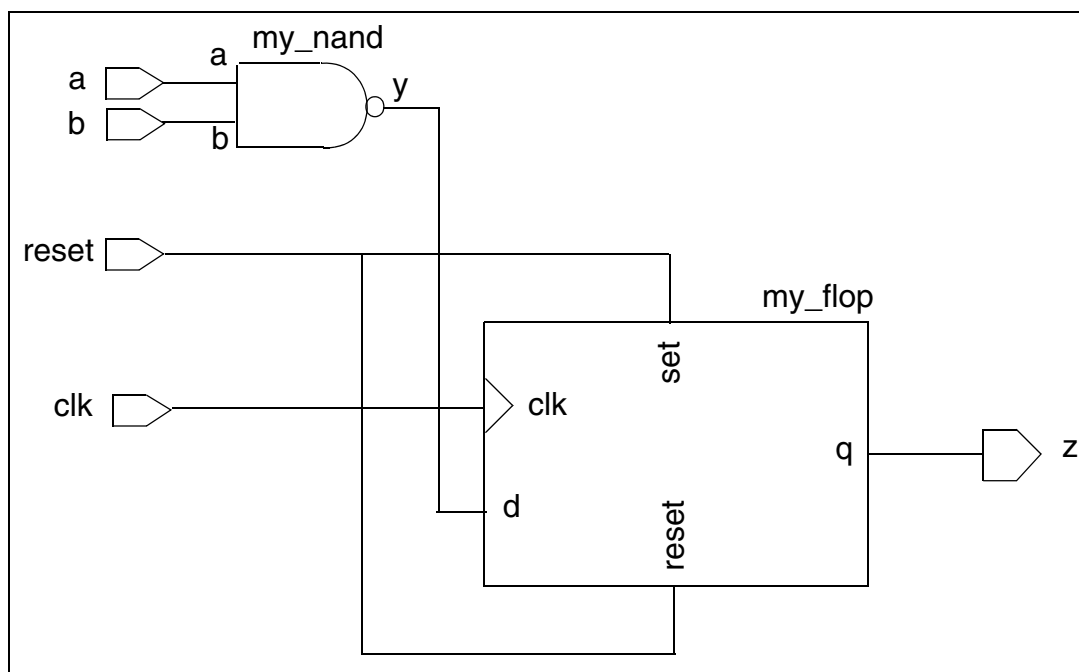 my_nand
a
a
y
b
b
reset
my_flop
set
clk
clk
q
z
d
reset